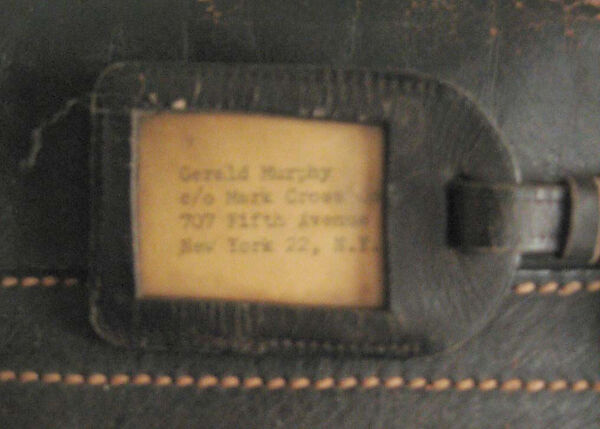 Gerald Murphy
c/o Mark Cross
707 Fifth Avenue
New York 22, N.Y.